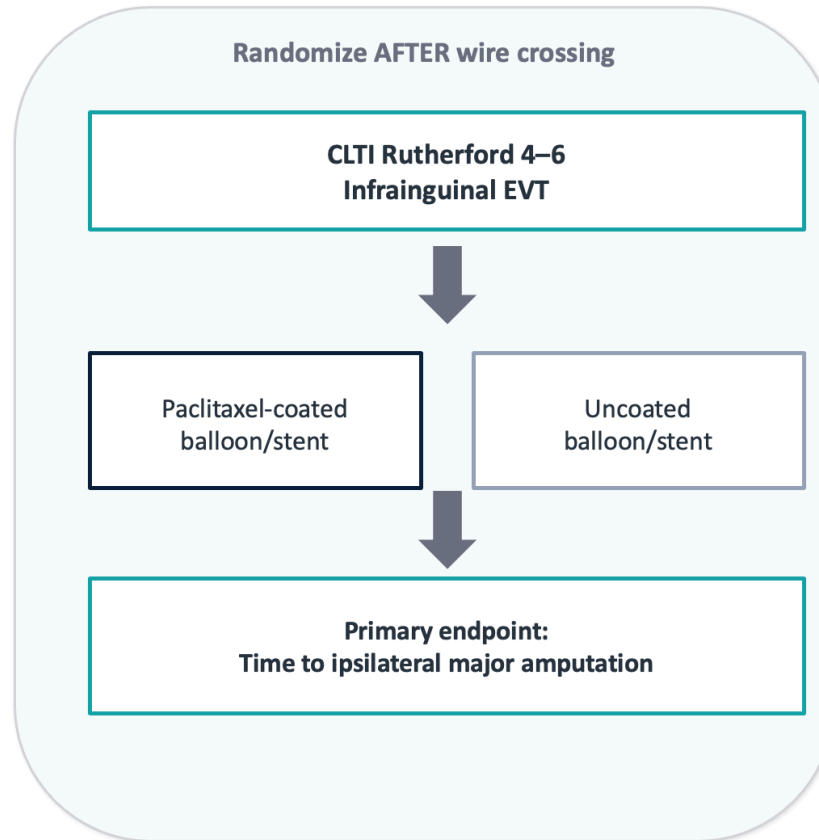 Randomize AFTER wire crossing
CLTI Rutherford 4–6
Infrainguinal EVT
Paclitaxel-coated
balloon/stent
Uncoated
balloon/stent
Primary endpoint:
Time to ipsilateral major amputation